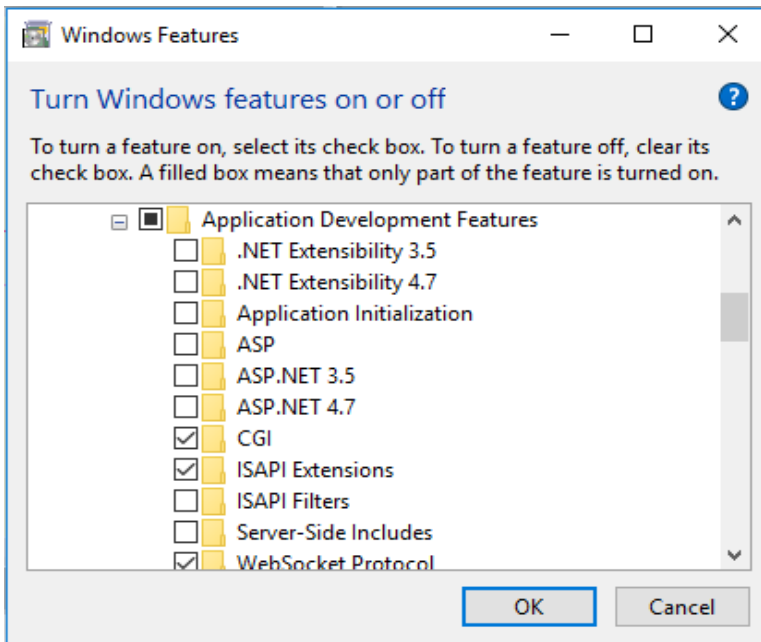 Windows Features
Turn Windows features on or off
?
To turn a feature on, select its check box. To turn a feature off, clear its
check box. A filled box means that only part of the feature is turned on.
Application Development Features
.NET Extensibility 3.5
.NET Extensibility 4.7
Application Initialization
ASP
ASP.NET 3.5
ASP.NET 4.7
CGI
ISAPI Extensions
ISAPI Filters
Server-Side Includes
WebSocket Protocol
OK
Cancel